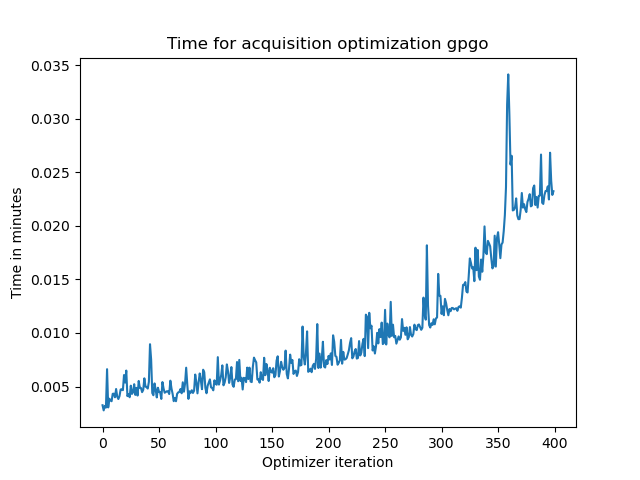 Time for acquisition optimization gpgo
0.035
0.030
0.025
0.020
0.015
0.010
0.005
Time in minutes
0 50 100 150 200 250 300 350 400
Optimizer iteration